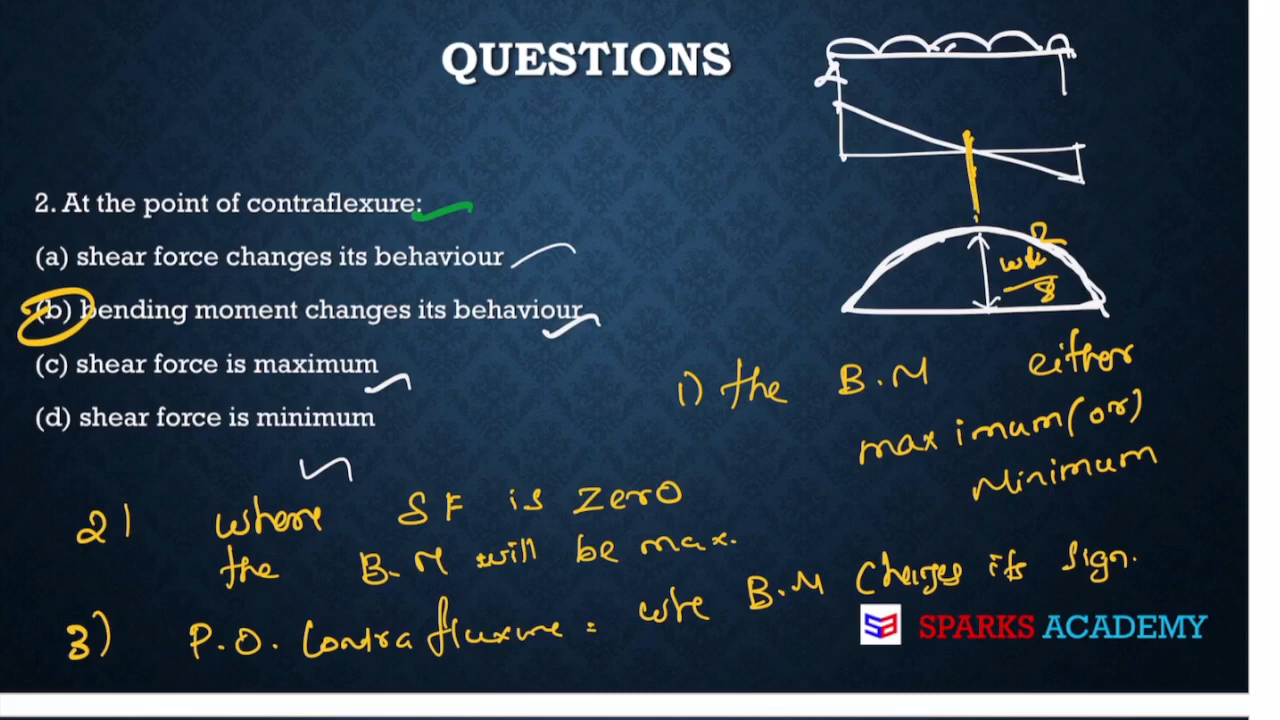 QUESTIONS
A
2. At the point of contraflexure:
(a) shear force changes its behaviour
(b) bending moment changes its behaviour
(c) shear force is maximum
(d) shear force is minimum
1) the B.M either
maximum (or)
Minimum
2) where SF is zero
the B.M will be max.
3) P.O. Contrafluxure = B.M Changes its Sign.
SPARKS ACADEMY